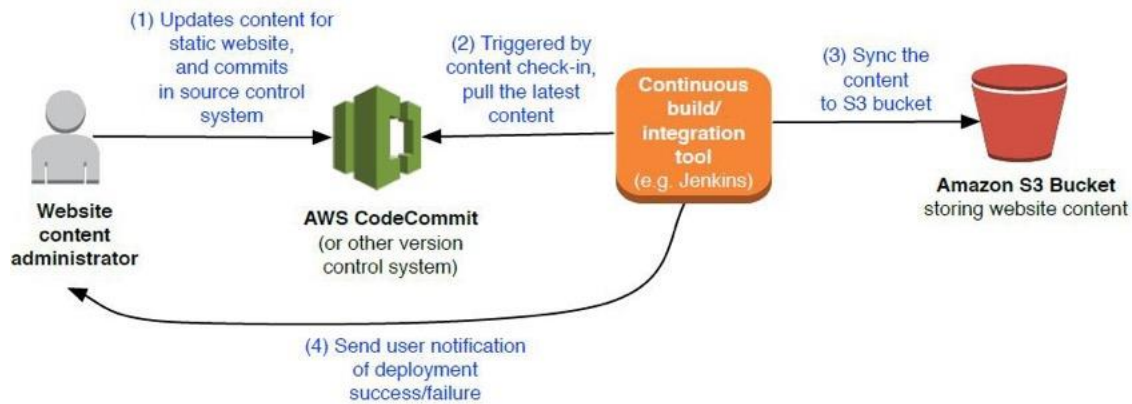 (1) Updates content for
static website,
and commits
in source control
system
(2) Triggered by
content check-in,
pull the latest
content
Continuous
build/
integration
tool
(e.g. Jenkins)
(3) Sync the
content
to S3 bucket
Website
content
administrator
AWS CodeCommit
(or other version
control system)
Amazon S3 Bucket
storing website content
(4) Send user notification
of deployment
success/failure